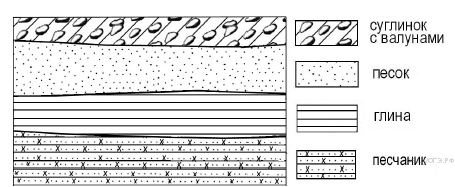 суглинок
с валунами
песок
глина
песчаник